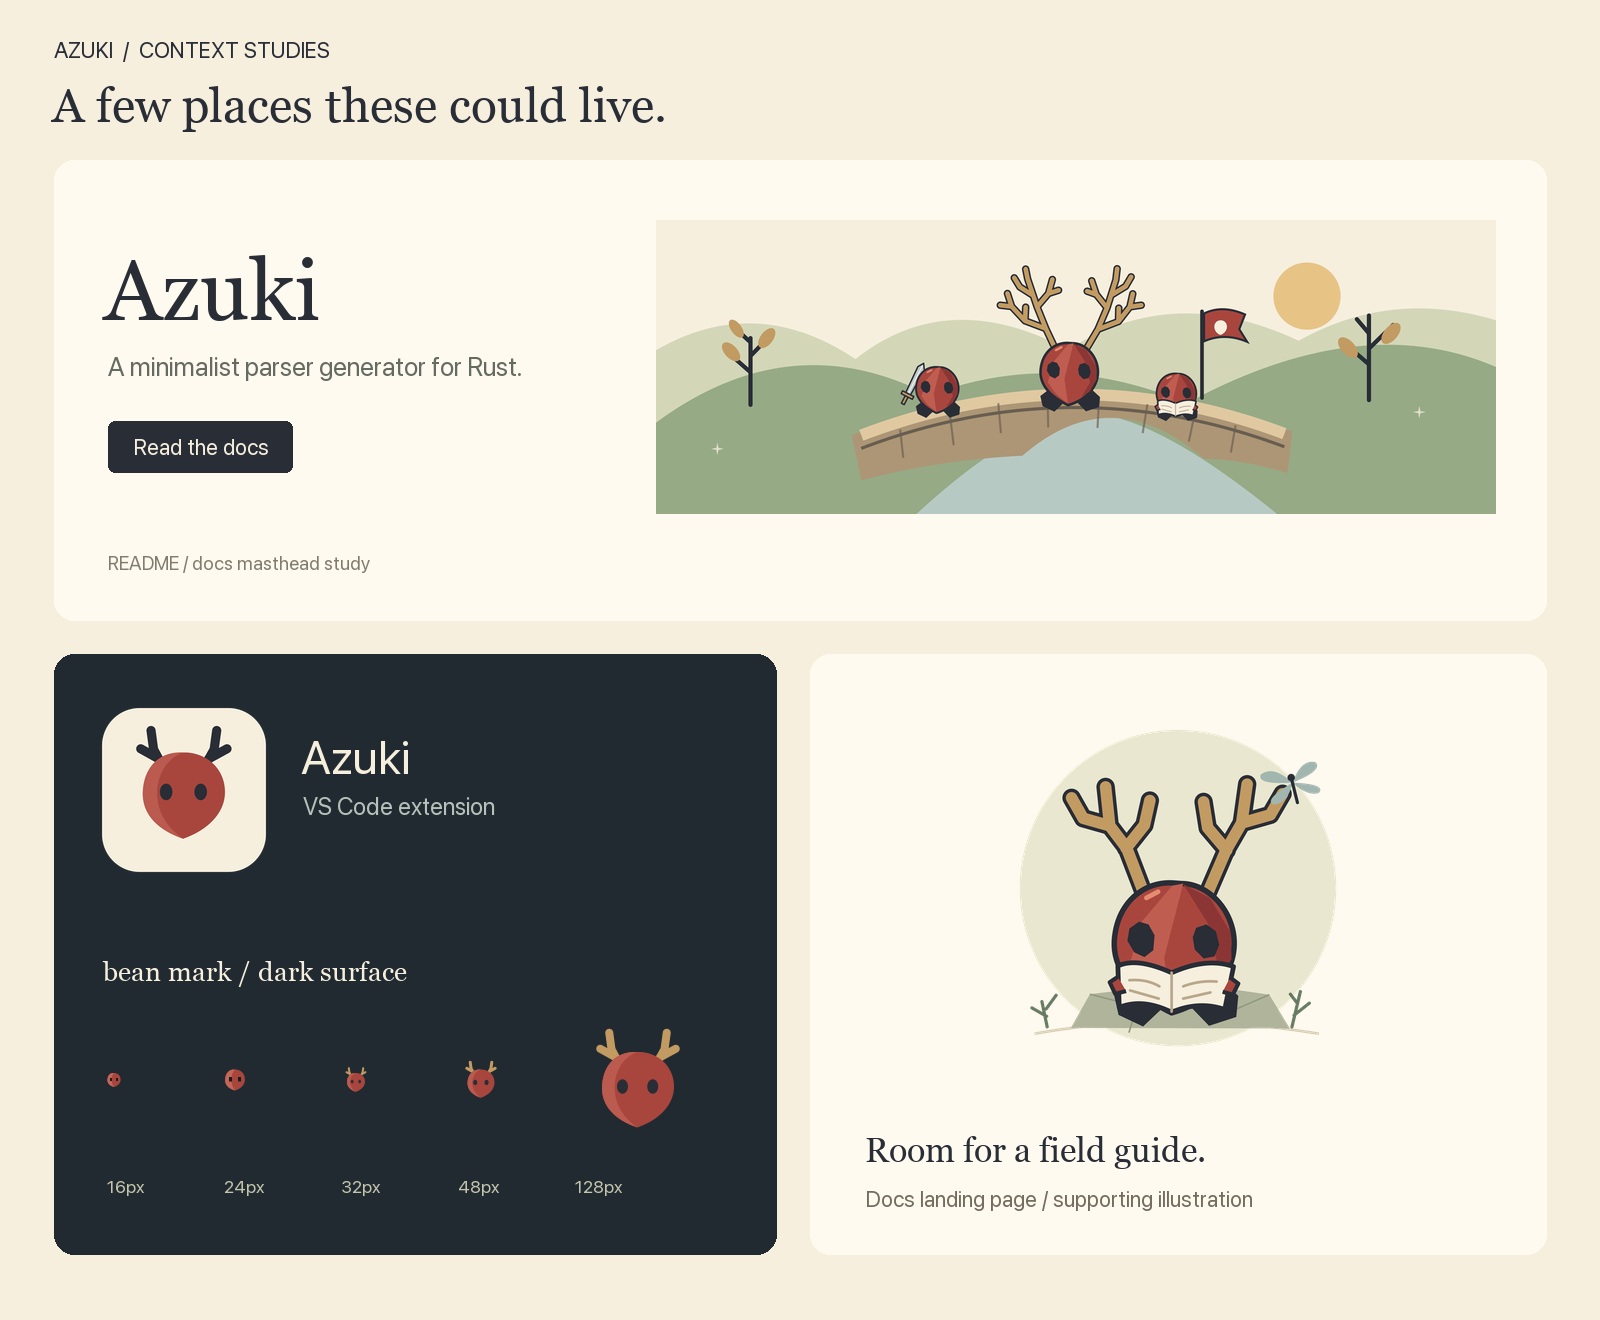 AZUKI / CONTEXT STUDIES
A few places these could live.
Azuki
A minimalist parser generator for Rust.
Read the docs
README / docs masthead study
Azuki
VS Code extension
bean mark / dark surface
16px
24px
32px
48px
128px
Room for a field guide.
Docs landing page / supporting illustration